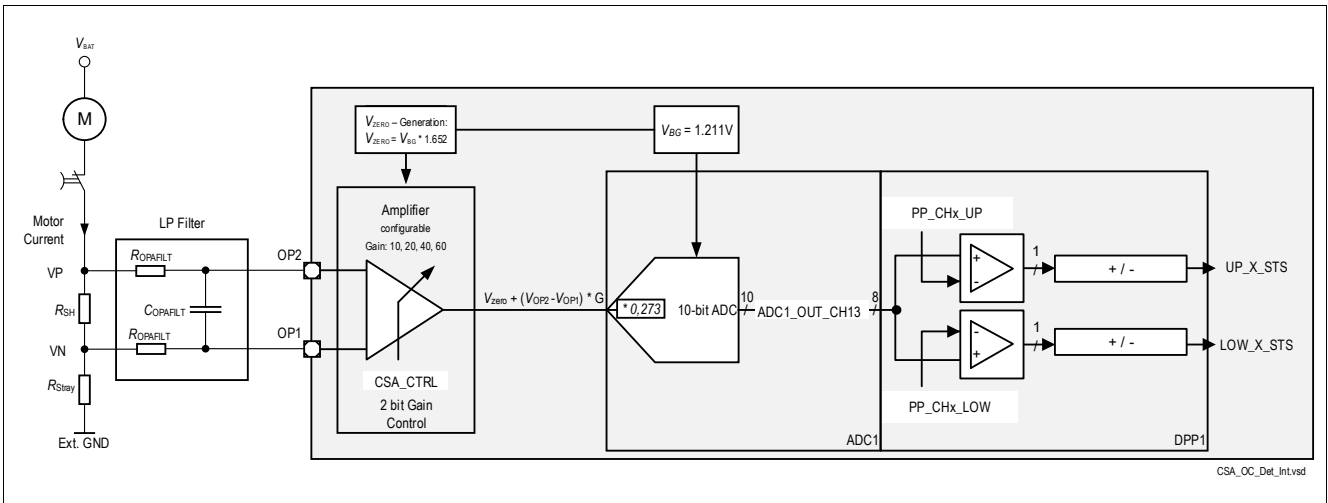 VBAT
M
Motor
Current
VP
RSH
VN
RStray
Ext. GND
LP Filter
ROPAFILT
COPAFILT
ROPAFILT
OP2
OP1
VZERO – Generation:
VZERO = VBG * 1.652
VBG = 1.211V
Amplifier
configurable
Gain: 10, 20, 40, 60
CSA_CTRL
2 bit Gain
Control
Vzero + (VOP2 -VOP1) * G
* 0,273
10-bit ADC
10
ADC1_OUT_CH13
8
ADC1
PP_CHx_UP
+
-
1
+ / -
UP_X_STS
-
+
1
+ / -
LOW_X_STS
PP_CHx_LOW
DPP1
CSA_OC_Det_Int.vsd